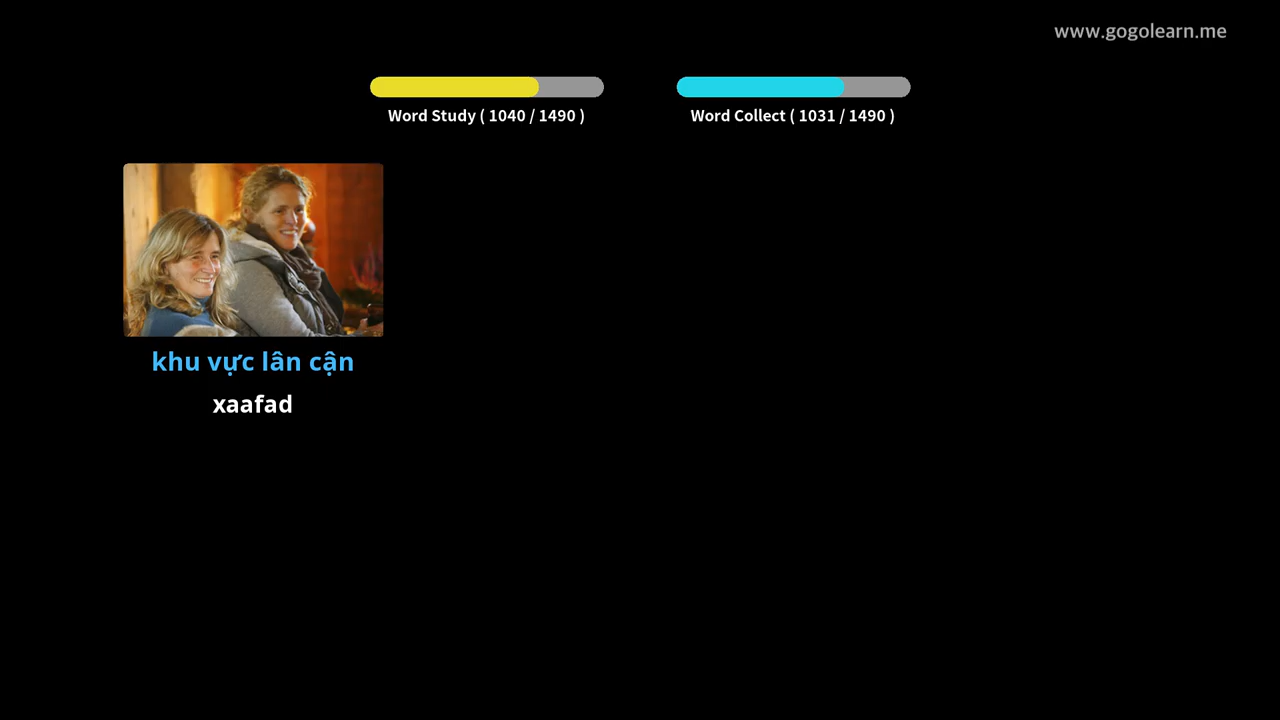 www.gogolearn.me
Word Study ( 1040 / 1490 )
Word Collect ( 1031 / 1490 )
khu vực lân cận
xaafad